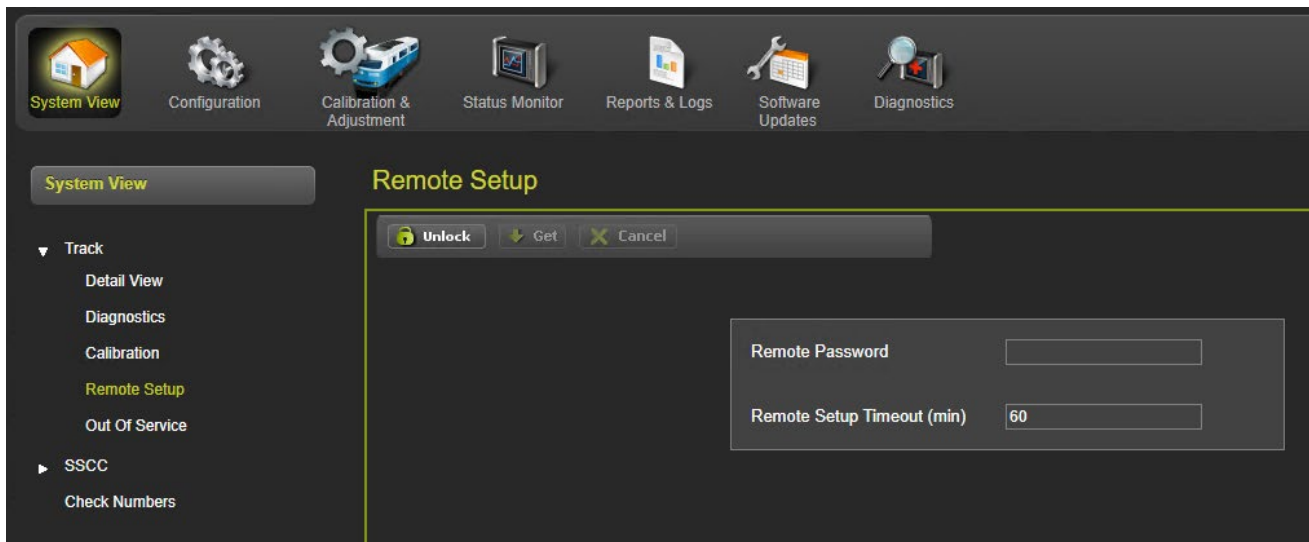 System View
Configuration
Calibration &
Adjustment
Status Monitor
Reports & Logs
Software
Updates
Diagnostics
System View
Track
Detail View
Diagnostics
Calibration
Remote Setup
Out Of Service
SSCC
Check Numbers
Remote Setup
Unlock
Get
Cancel
Remote Password
Remote Setup Timeout (min)
60